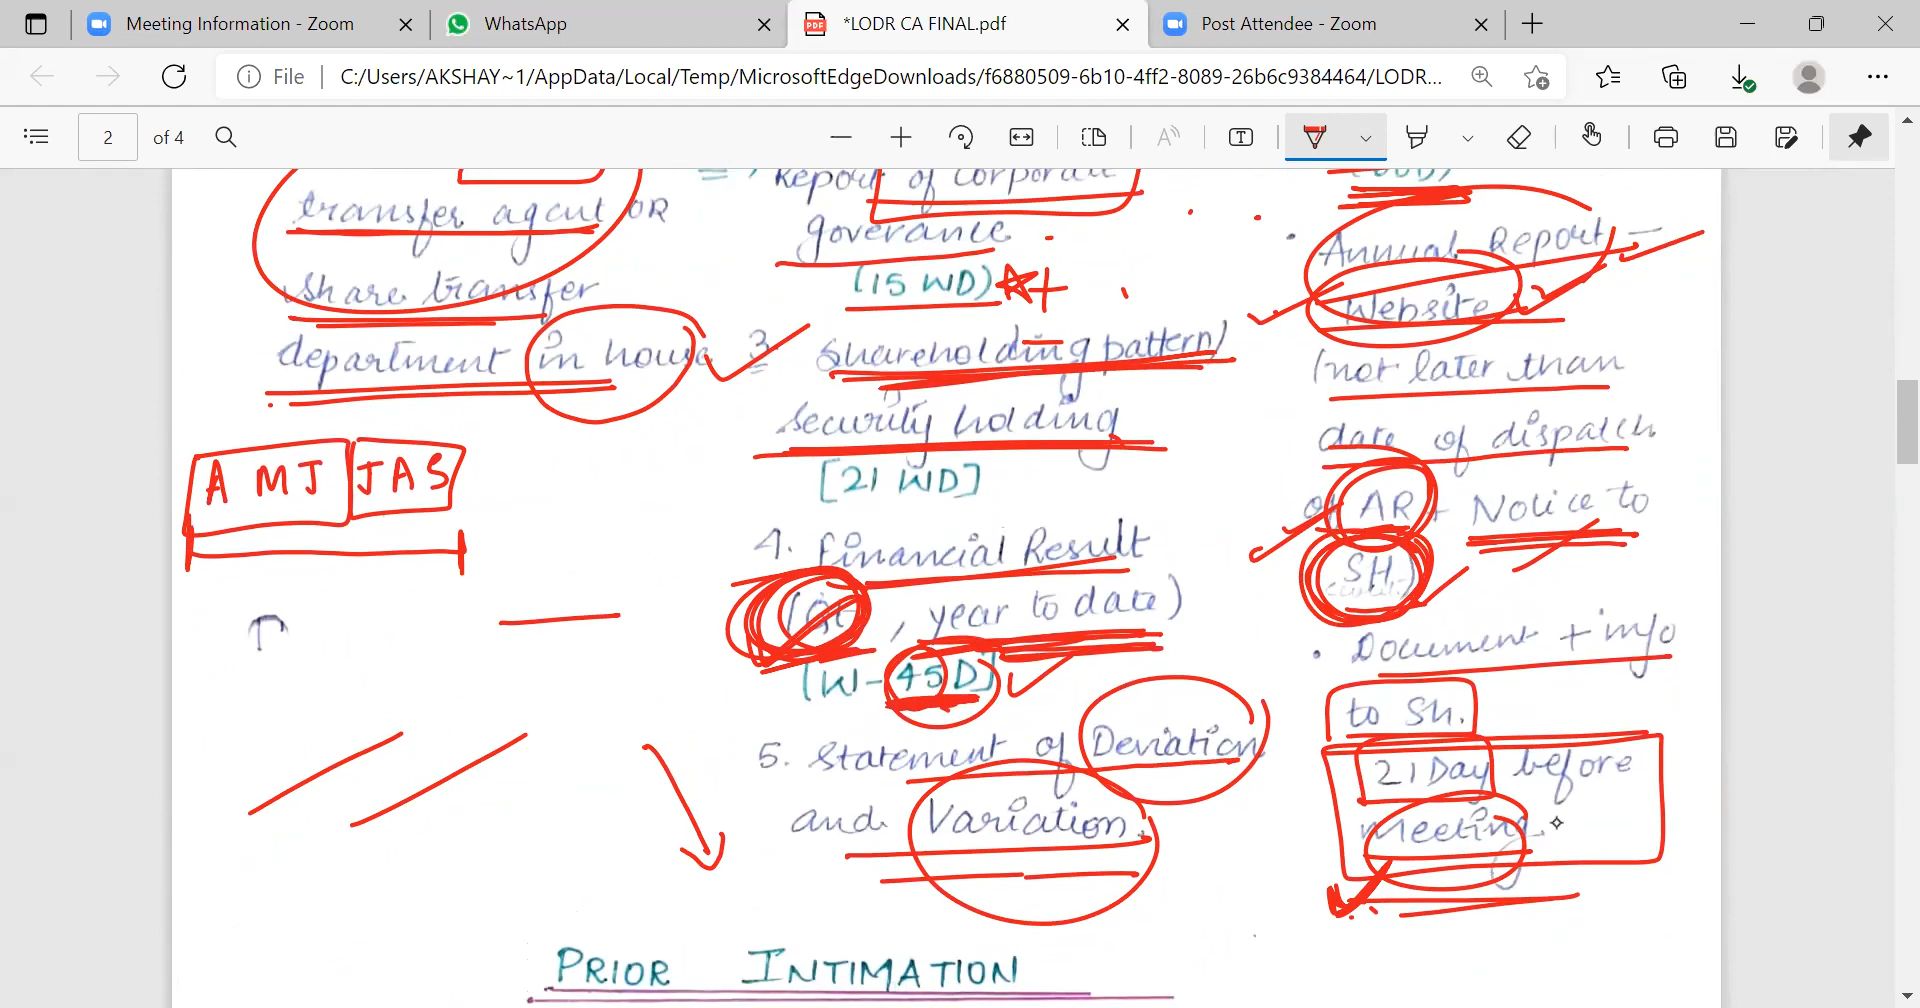 Meeting Information - Zoom
WhatsApp
*LODR CA FINAL.pdf
Post Attendee - Zoom
File
C:/Users/AKSHAY~1/AppData/Local/Temp/MicrosoftEdgeDownloads/f6880509-6b10-4ff2-8089-26b6c9384464/LODR...
2
of 4
transfer agent OR
share transfer
department in house
A M J J A S
Report of corporate
goverance
(15 WD)
3 shareholding pattern/
security holding
[21 WD]
4. Financial Result
, year to date)
[W-45D]
5. Statement of Deviation
and Variation.
Annual Report -
Website
(not later than
date of dispatch
of AR + Notice to
SH.)
• Document + info
to SH.
21 Day before
meeting.
PRIOR INTIMATION